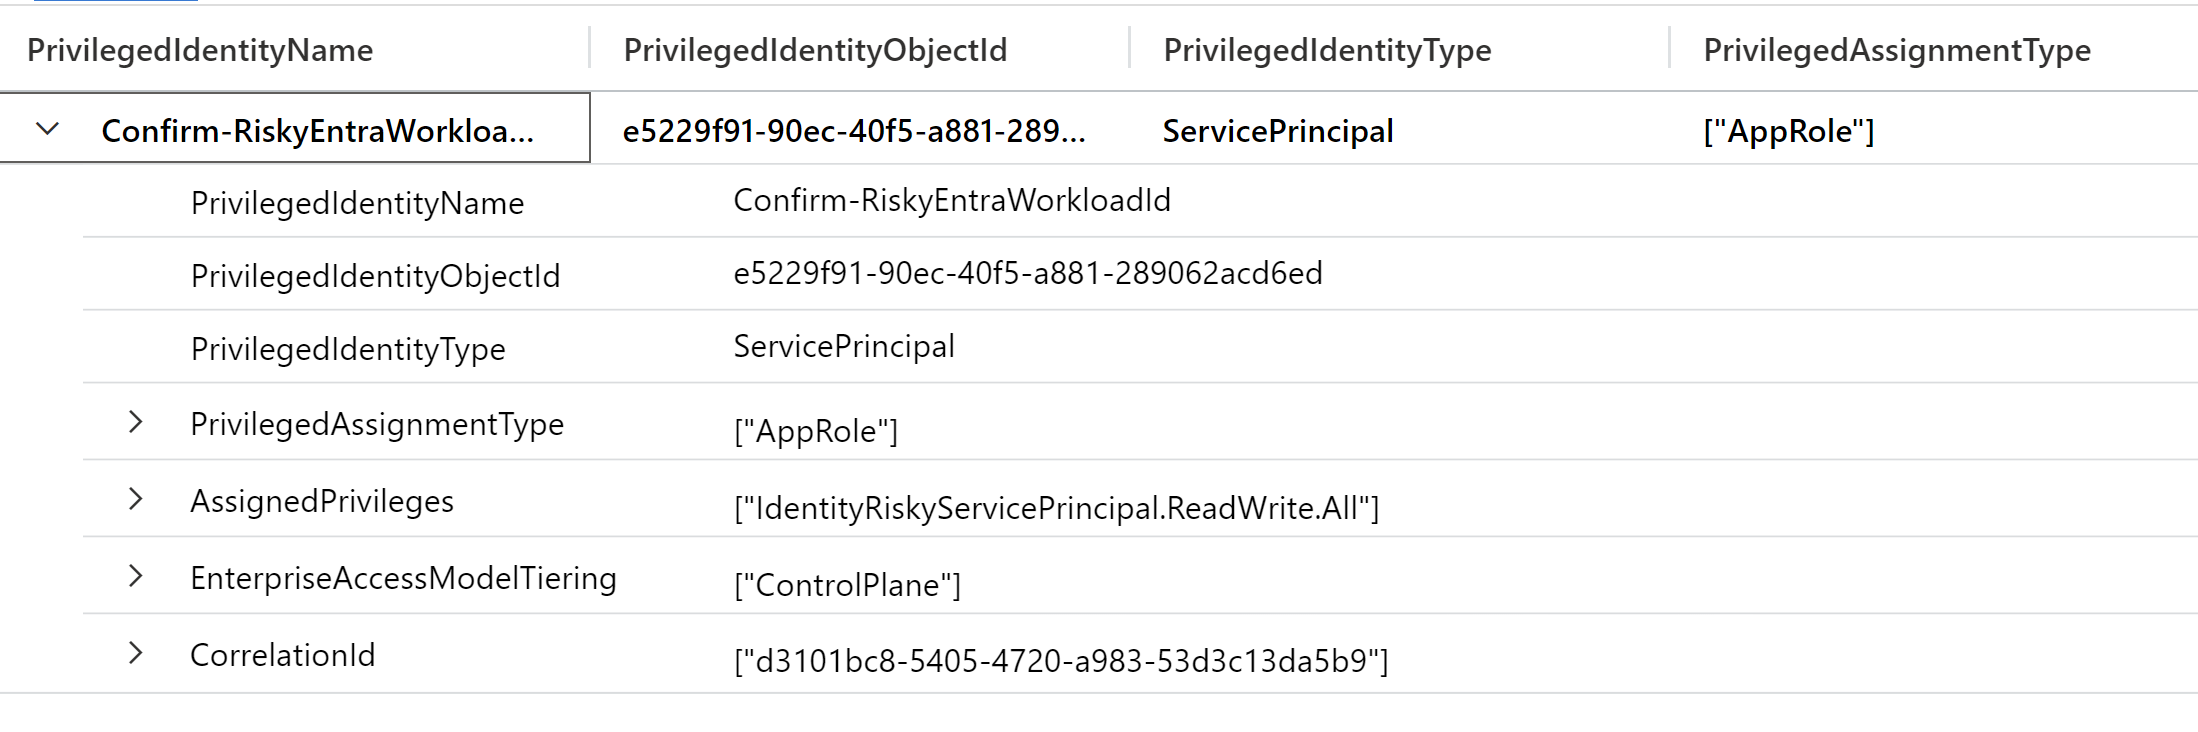 PrivilegedIdentityName PrivilegedIdentityObjectId PrivilegedIdentityType PrivilegedAssignmentType
Confirm-RiskyEntraWorkloa... e5229f91-90ec-40f5-a881-289... ServicePrincipal ["AppRole"]
PrivilegedIdentityName Confirm-RiskyEntraWorkloadId
PrivilegedIdentityObjectId e5229f91-90ec-40f5-a881-289062acd6ed
PrivilegedIdentityType ServicePrincipal
PrivilegedAssignmentType ["AppRole"]
AssignedPrivileges ["IdentityRiskyServicePrincipal.ReadWrite.All"]
EnterpriseAccessModelTiering ["ControlPlane"]
CorrelationId ["d3101bc8-5405-4720-a983-53d3c13da5b9"]